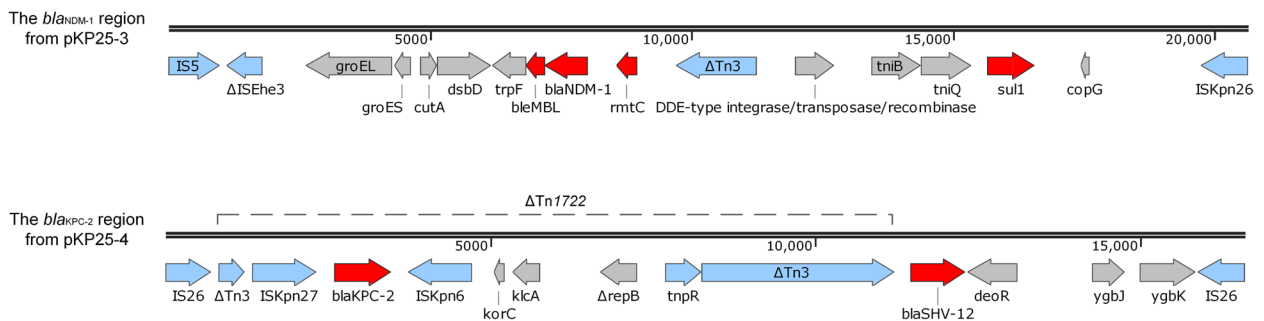 The blaNDM-1 region
from pKP25-3
5000
10,000
15,000
20,000
IS5
groEL
ΔTn3
tniB
ΔISEhe3
dsbD
trpF
blaNDM-1
tniQ
sul1
copG
ISKpn26
groES
cutA
bleMBL
rmtC
DDE-type integrase/transposase/recombinase
ΔTn1722
The blaKPC-2 region
from pKP25-4
5000
10,000
15,000
ΔTn3
IS26
ΔTn3
ISKpn27
blaKPC-2
ISKpn6
klcA
ΔrepB
tnpR
deoR
ygbJ
ygbK
IS26
korC
blaSHV-12